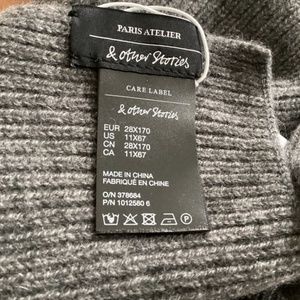 PARIS ATELIER
& other Stories
CARE LABEL
& other Stories
EUR 28X170
US 11X67
CN 28X170
CA 11X67
MADE IN CHINA
FABRIQUÉ EN CHINE
O/N 378684
P/N 1012580 6